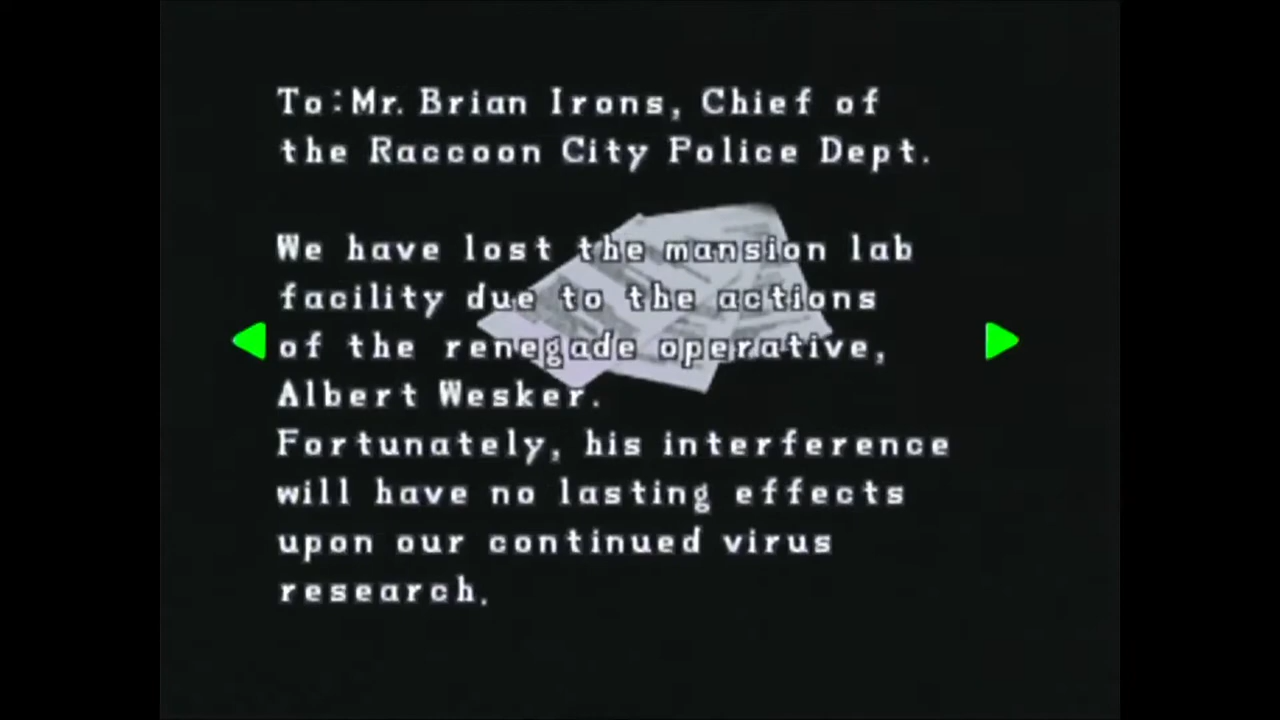 To:Mr. Brian Irons, Chief of
the Raccoon City Police Dept.
We have lost the mansion lab
facility due to the actions
of the renegade operative,
Albert Wesker.
Fortunately, his interference
will have no lasting effects
upon our continued virus
research.